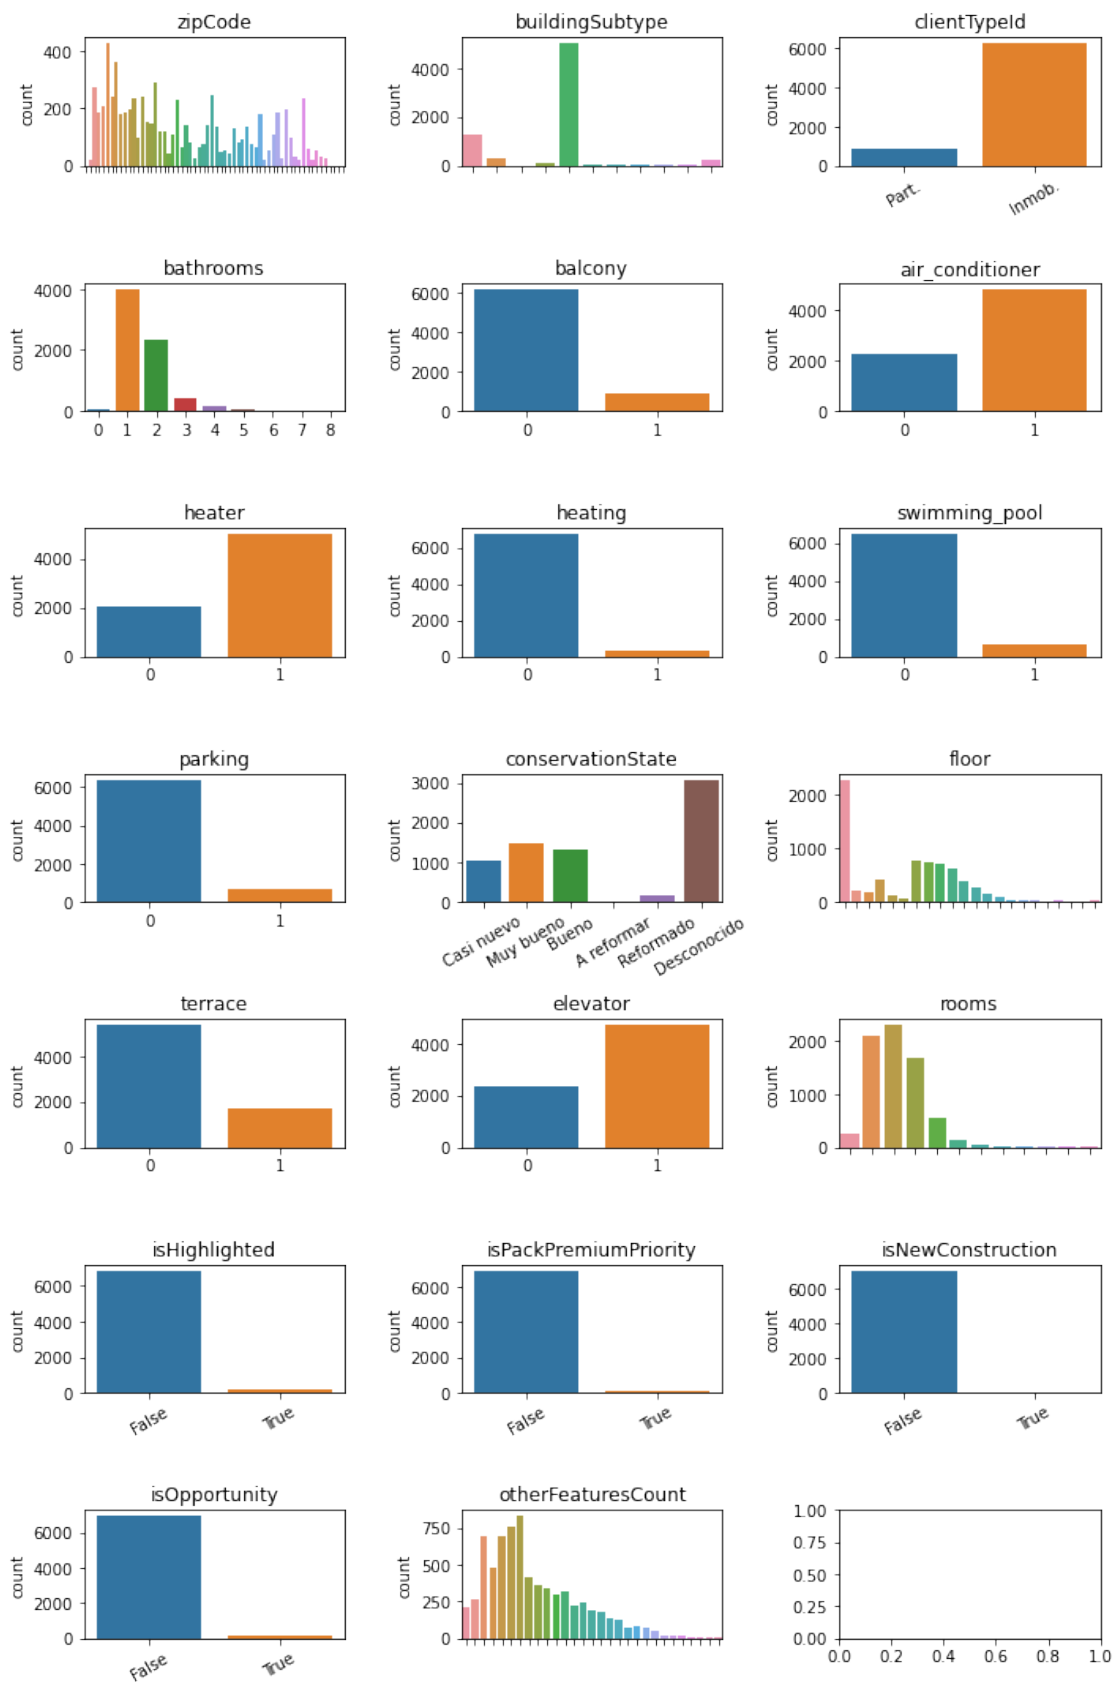 zipCode
buildingSubtype
clientTypeId
400
200
0
count
4000
2000
0
count
6000
4000
2000
0
count
Part.
Inmob.
bathrooms
balcony
air_conditioner
4000
2000
0
count
0 1 2 3 4 5 6 7 8
6000
4000
2000
0
count
0 1
4000
2000
0
count
0 1
heater
heating
swimming_pool
4000
2000
0
count
0 1
6000
4000
2000
0
count
0 1
6000
4000
2000
0
count
0 1
parking
conservationState
floor
6000
4000
2000
0
count
0 1
3000
2000
1000
0
count
Casi nuevo
Muy bueno
Bueno
A reformar
Reformado
Desconocido
2000
1000
0
count
terrace
elevator
rooms
4000
2000
0
count
0 1
4000
2000
0
count
0 1
2000
1000
0
count
isHighlighted
isPackPremiumPriority
isNewConstruction
6000
4000
2000
0
count
False
True
6000
4000
2000
0
count
False
True
6000
4000
2000
0
count
False
True
isOpportunity
otherFeaturesCount
6000
4000
2000
0
count
False
True
750
500
250
0
count
1.00
0.75
0.50
0.25
0.00
0.0 0.2 0.4 0.6 0.8 1.0